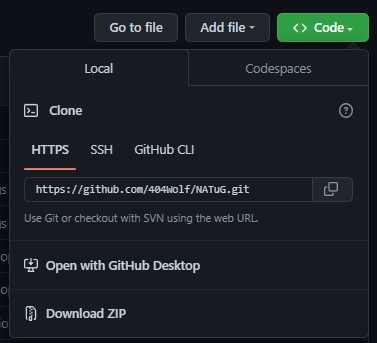 Go to file
Add file
<> Code
Local
Codespaces
Clone
HTTPS
SSH
GitHub CLI
https://github.com/404Wolf/NATuG.git
Use Git or checkout with SVN using the web URL.
Open with GitHub Desktop
Download ZIP